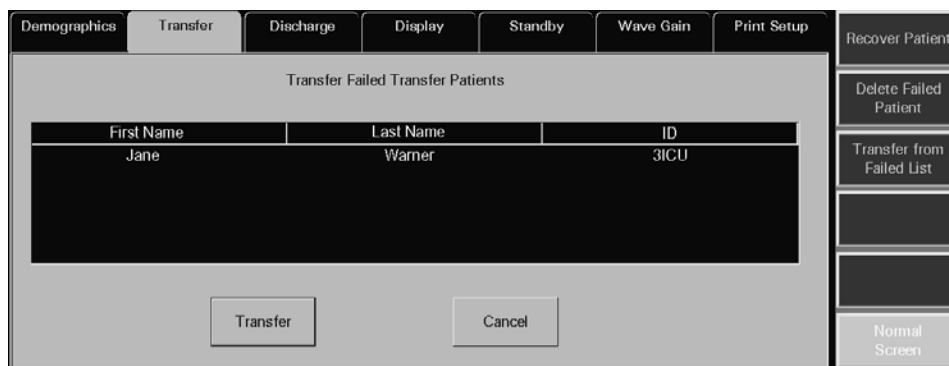 Demographics Transfer Discharge Display Standby Wave Gain Print Setup
Recover Patient
Transfer Failed Transfer Patients
Delete Failed
Patient
First Name Last Name ID
Jane Warner 3ICU
Transfer from
Failed List
Transfer Cancel
Normal
Screen